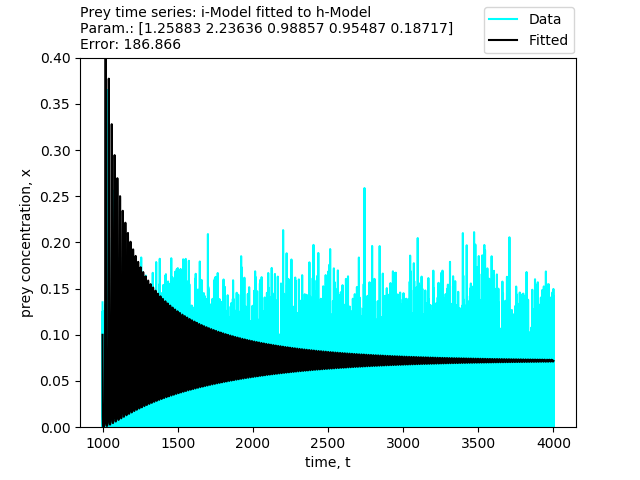 Prey time series: i-Model fitted to h-Model
Param.: [1.25883 2.23636 0.98857 0.95487 0.18717]
Error: 186.866
Data
Fitted
0.40
0.35
0.30
0.25
0.20
0.15
0.10
0.05
0.00
prey concentration, x
1000 1500 2000 2500 3000 3500 4000
time, t